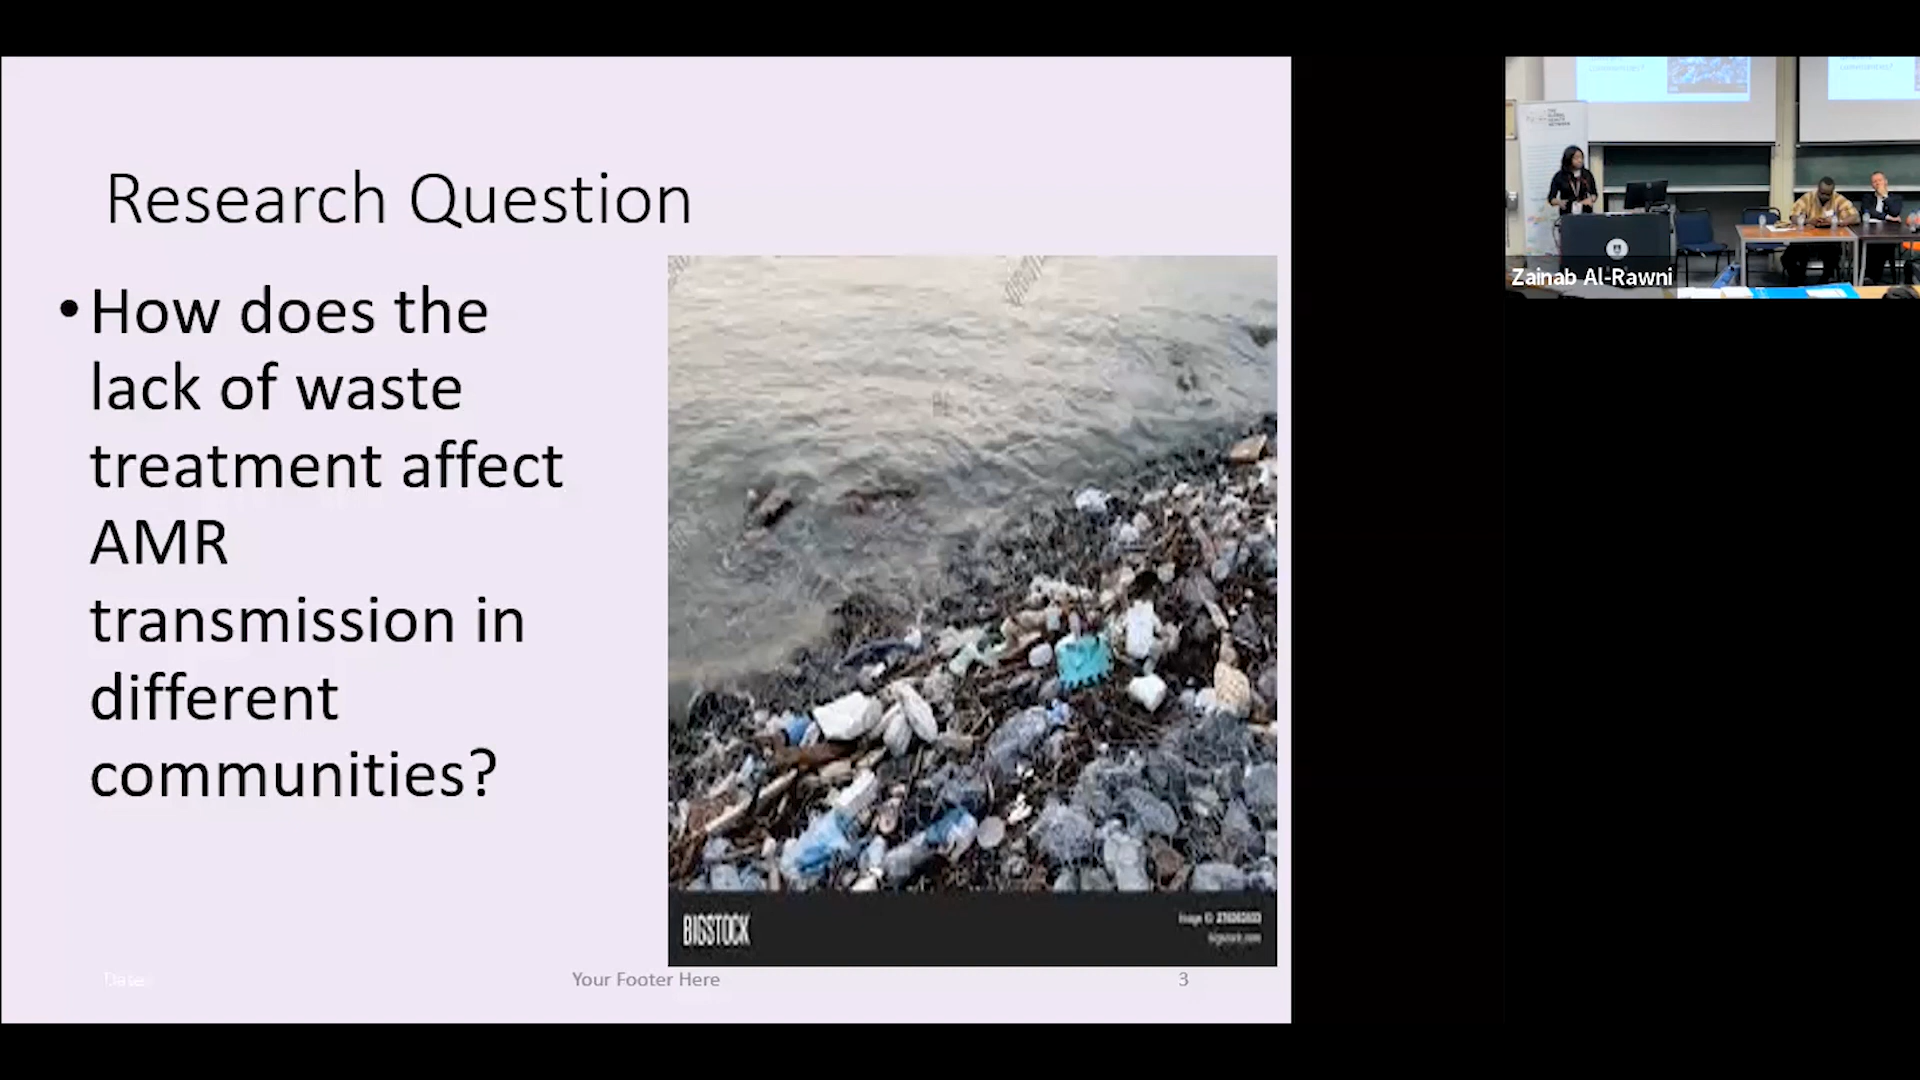 Research Question
• How does the
lack of waste
treatment affect
AMR
transmission in
different
communities?
BIGSTOCK
Date
Your Footer Here
3
Zainab Al-Rawni